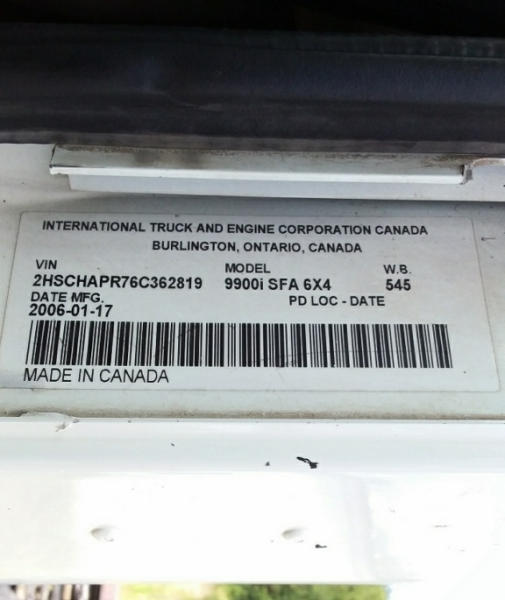 INTERNATIONAL TRUCK AND ENGINE CORPORATION CANADA
BURLINGTON, ONTARIO, CANADA
VIN MODEL W.B.
2HSCHAPR76C362819 9900i SFA 6X4 545
DATE MFG. PD LOC - DATE
2006-01-17
MADE IN CANADA